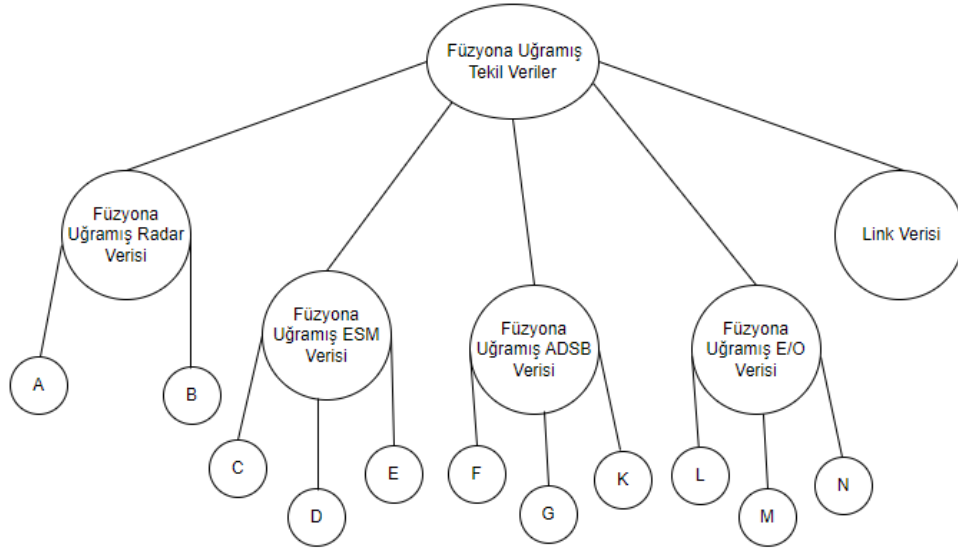 Füzyona Uğramış
Tekil Veriler
Füzyona
Uğramış Radar
Verisi
Link Verisi
Füzyona
Uğramış ESM
Verisi
Füzyona
Uğramış ADSB
Verisi
Füzyona
Uğramış E/O
Verisi
A
B
C
D
E
F
G
K
L
M
N